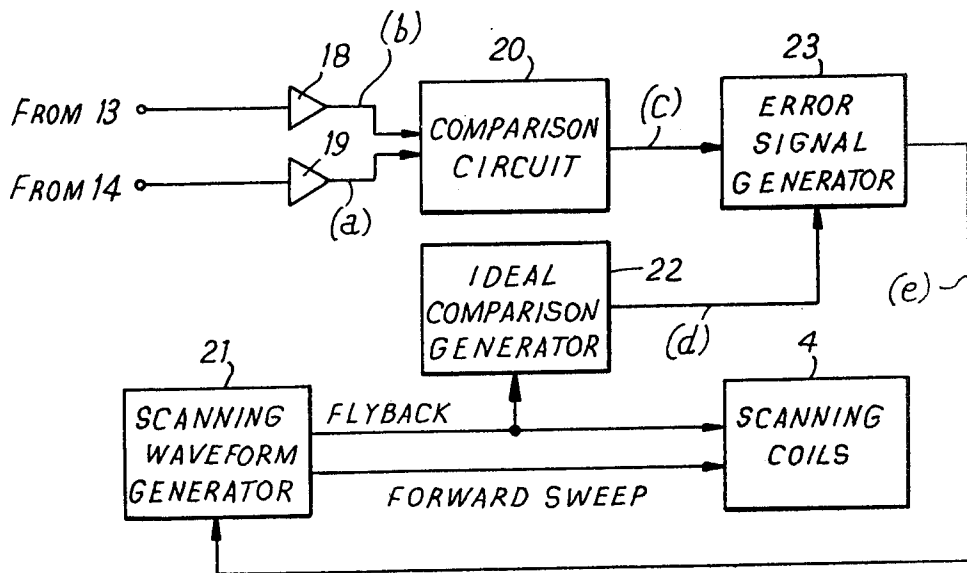 18
(b)
20
23
FROM 13
COMPARISON
CIRCUIT
(C)
ERROR
SIGNAL
GENERATOR
19
FROM 14
(a)
22
IDEAL
COMPARISON
GENERATOR
(d)
(e)
21
4
SCANNING
WAVEFORM
GENERATOR
FLYBACK
SCANNING
COILS
FORWARD SWEEP